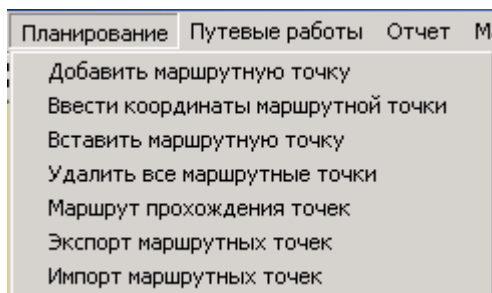 Планирование Путевые работы Отчет М
Добавить маршрутную точку
Ввести координаты маршрутной точки
Вставить маршрутную точку
Удалить все маршрутные точки
Маршрут прохождения точек
Экспорт маршрутных точек
Импорт маршрутных точек